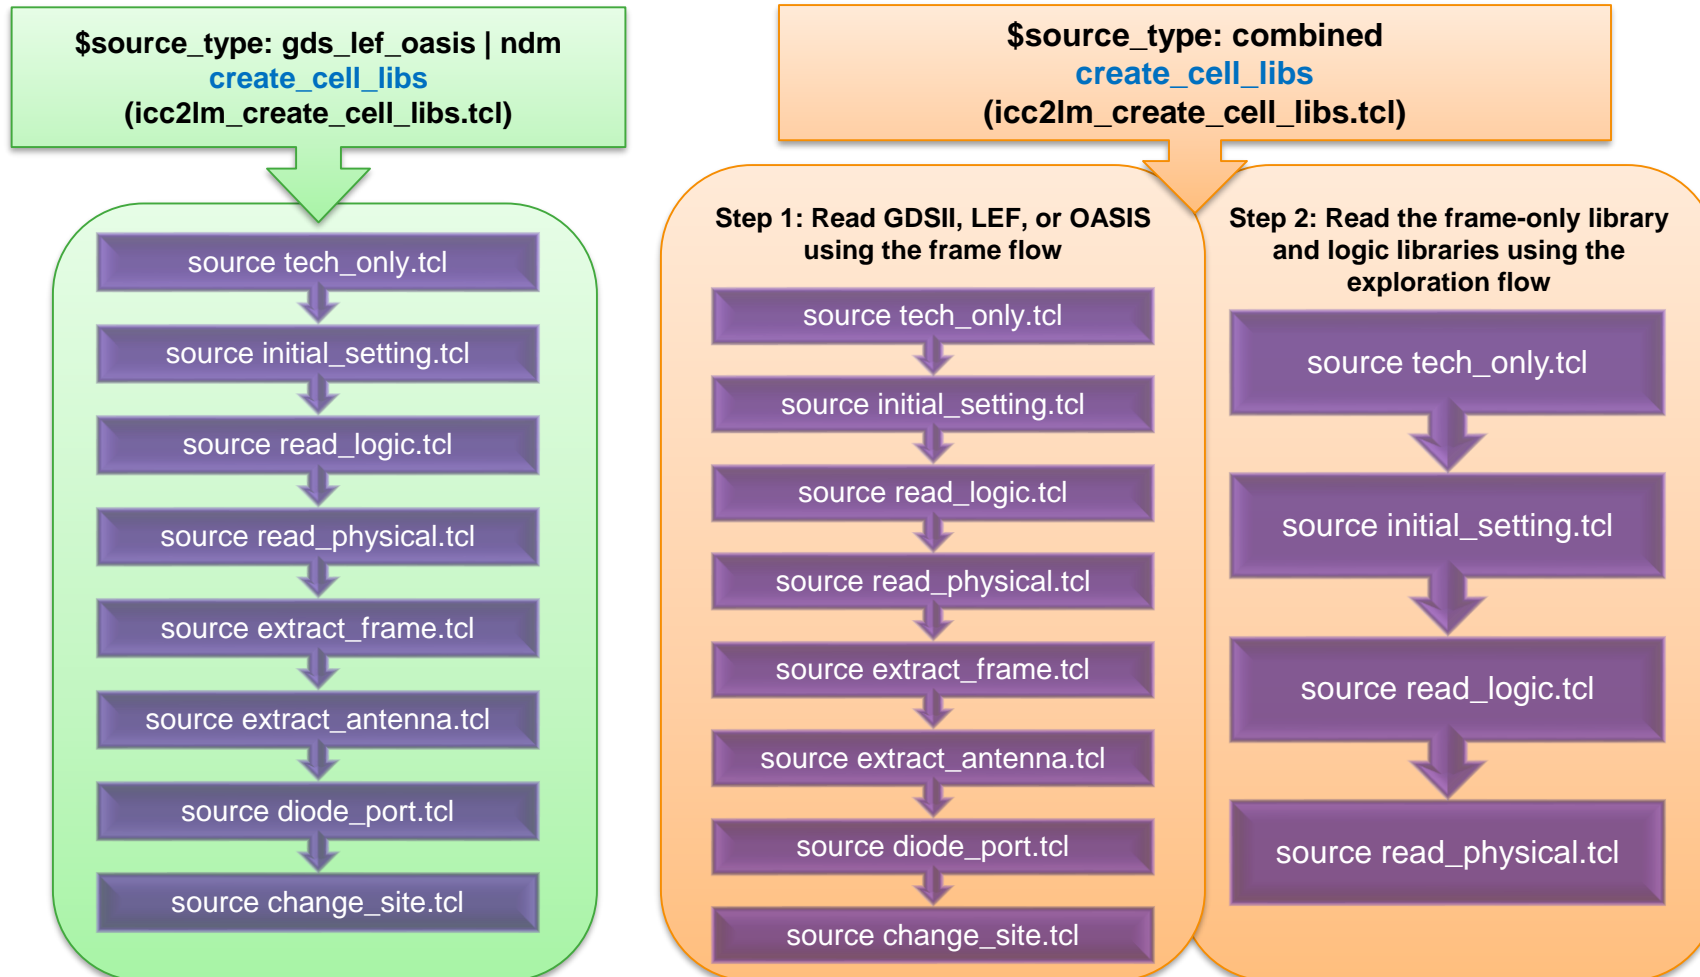 $source_type: gds_lef_oasis | ndm
create_cell_libs
(icc2lm_create_cell_libs.tcl)
source tech_only.tcl
source initial_setting.tcl
source read_logic.tcl
source read_physical.tcl
source extract_frame.tcl
source extract_antenna.tcl
source diode_port.tcl
source change_site.tcl
$source_type: combined
create_cell_libs
(icc2lm_create_cell_libs.tcl)
Step 1: Read GDSII, LEF, or OASIS
using the frame flow
source tech_only.tcl
source initial_setting.tcl
source read_logic.tcl
source read_physical.tcl
source extract_frame.tcl
source extract_antenna.tcl
source diode_port.tcl
source change_site.tcl
Step 2: Read the frame-only library
and logic libraries using the
exploration flow
source tech_only.tcl
source initial_setting.tcl
source read_logic.tcl
source read_physical.tcl